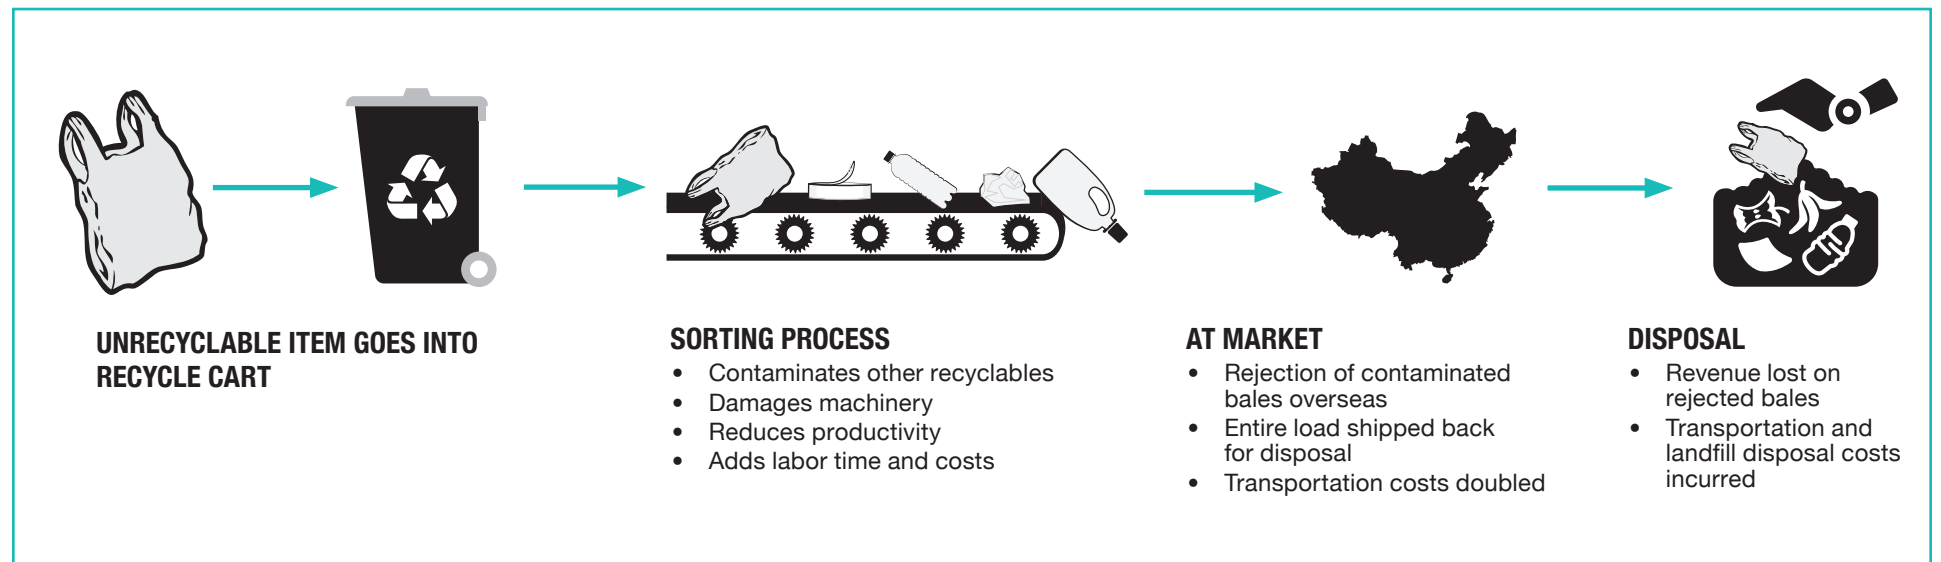 UNRECYCLABLE ITEM GOES INTO
RECYCLE CART
SORTING PROCESS
• Contaminates other recyclables
• Damages machinery
• Reduces productivity
• Adds labor time and costs
AT MARKET
• Rejection of contaminated
bales overseas
• Entire load shipped back
for disposal
• Transportation costs doubled
DISPOSAL
• Revenue lost on
rejected bales
• Transportation and
landfill disposal costs
incurred